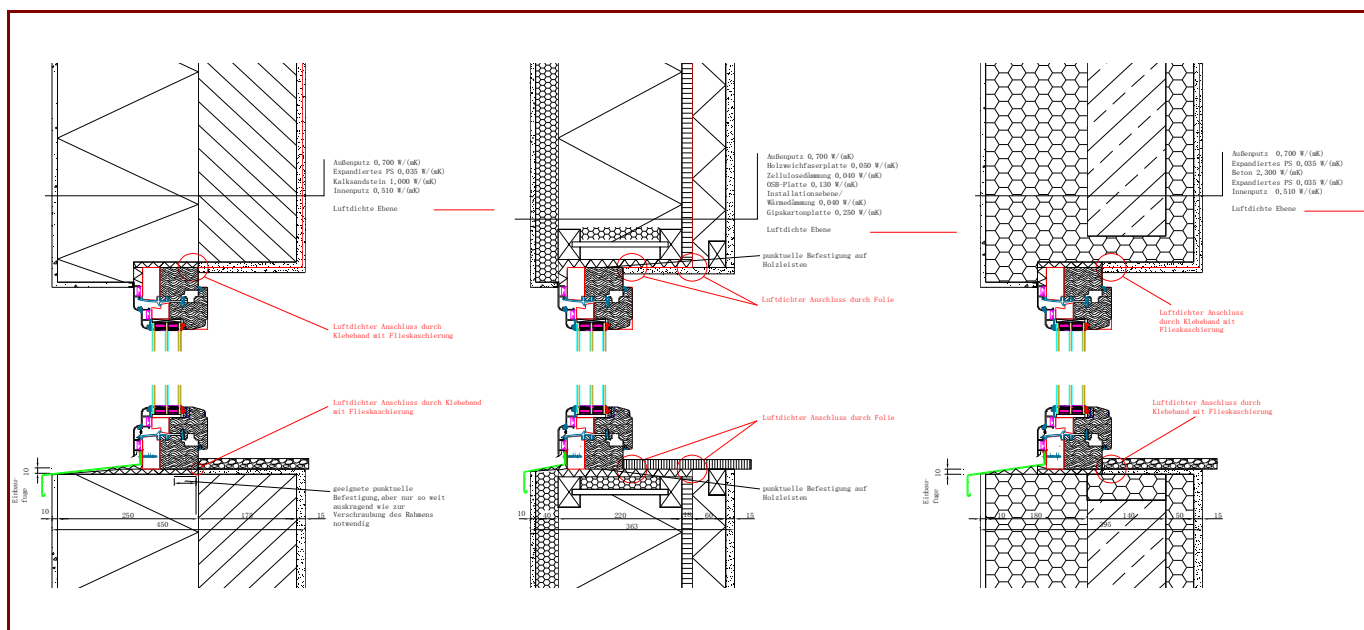 Außenputz 0,700 W/(mK)
Expandiertes PS 0,035 W/(mK)
Kalksandstein 1,000 W/(mK)
Innenputz 0,510 W/(mK)
Luftdichte Ebene
Luftdichter Anschluss durch
Klebeband mit Flieskaschierung
Luftdichter Anschluss durch Klebeband
mit Flieskaschierung
geeignete punktuelle
Befestigung,aber nur so weit
auskragend wie zur
Verschraubung des Rahmens
notwendig
10
Einbau-
fuge
10
250
175
15
450
Außenputz 0,700 W/(mK)
Holzweichfaserplatte 0,050 W/(mK)
Zellulosedämmung 0,040 W/(mK)
OSB-Platte 0,130 W/(mK)
Installationsebene/
Wärmedämmung 0,040 W/(mK)
Gipskartonplatte 0,250 W/(mK)
Luftdichte Ebene
punktuelle Befestigung auf
Holzleisten
Luftdichter Anschluss durch Folie
Luftdichter Anschluss durch Folie
punktuelle Befestigung auf
Holzleisten
10
40
220
18
60
15
363
Außenputz 0,700 W/(mK)
Expandiertes PS 0,035 W/(mK)
Beton 2,300 W/(mK)
Expandiertes PS 0,035 W/(mK)
Innenputz 0,510 W/(mK)
Luftdichte Ebene
Luftdichter Anschluss
durch Klebeband mit
Flieskaschierung
Luftdichter Anschluss durch
Klebeband mit Flieskaschierung
10
Einbau-
fuge
10
180
140
50
15
395